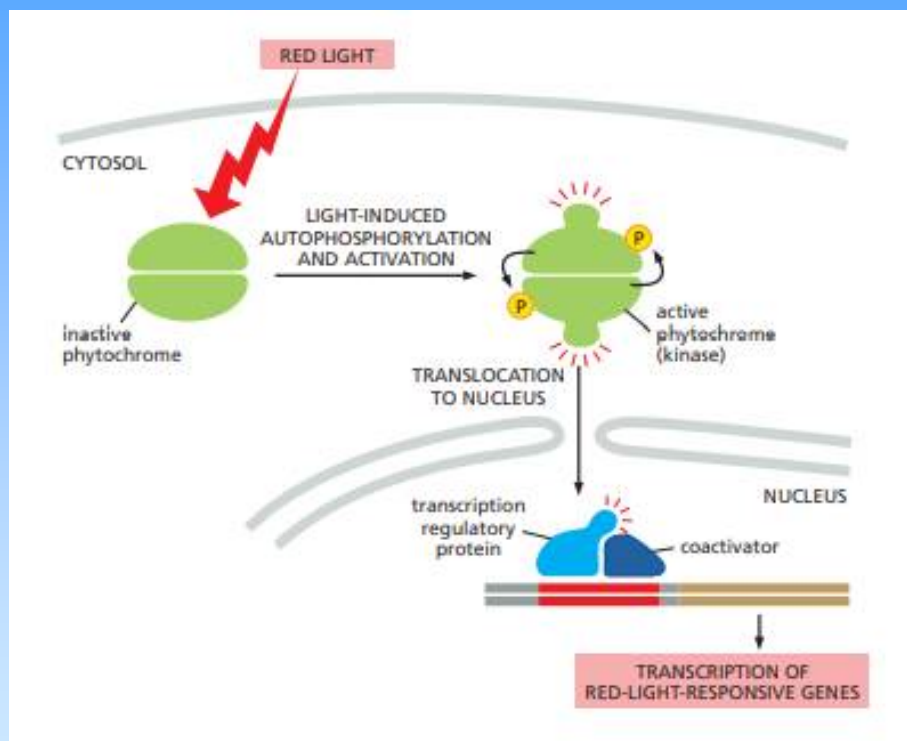 RED LIGHT
CYTOSOL
LIGHT-INDUCED
AUTOPHOSPHORYLATION
AND ACTIVATION
P
P
inactive
phytochrome
active
phytochrome
(kinase)
TRANSLOCATION
TO NUCLEUS
NUCLEUS
transcription
regulatory
protein
coactivator
TRANSCRIPTION OF
RED-LIGHT-RESPONSIVE GENES